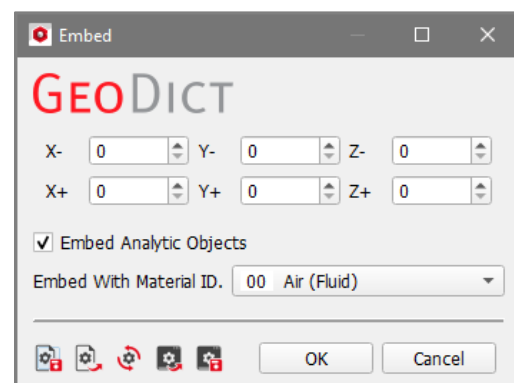 Embed
GEODICT
X- 0 Y- 0 Z- 0
X+ 0 Y+ 0 Z+ 0
Embed Analytic Objects
Embed With Material ID. 00 Air (Fluid)
OK Cancel